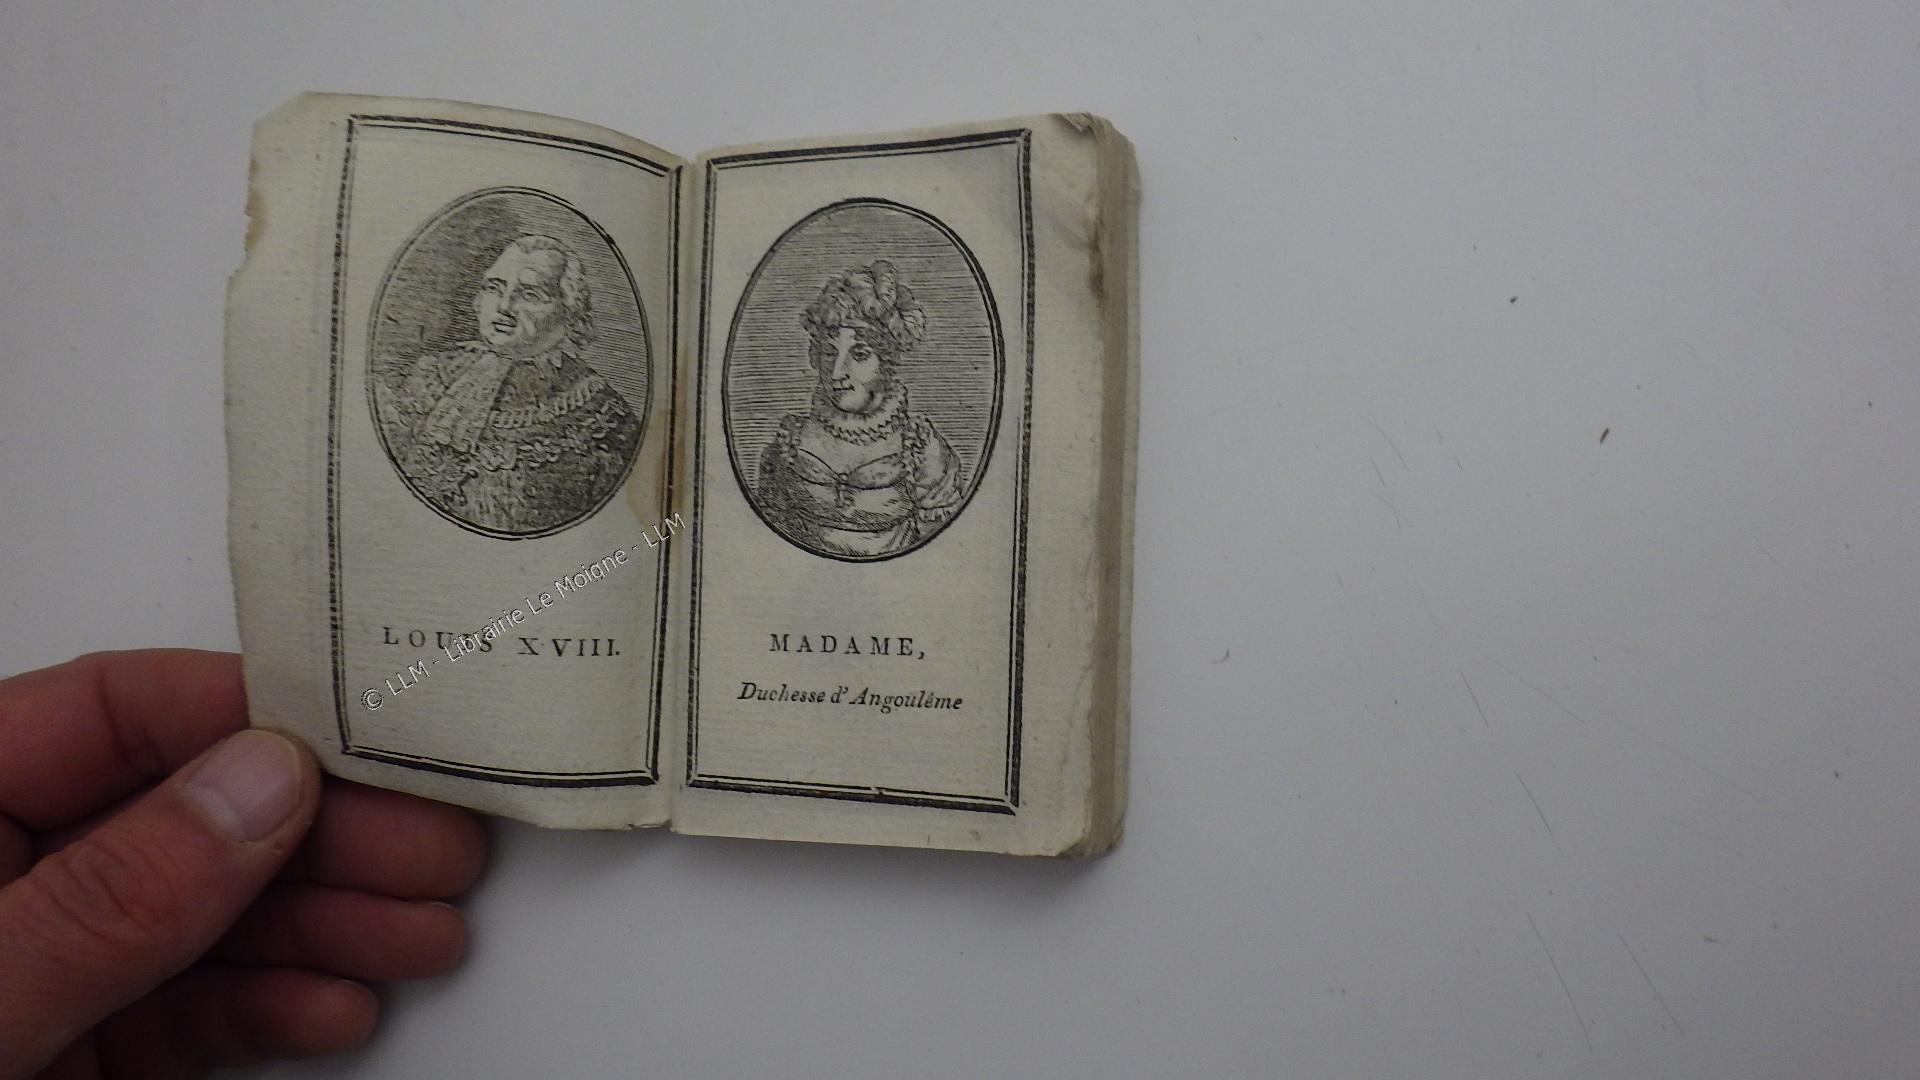 LOUIS XVIII.
© LLM - Librairie Le Moigne - LLM
MADAME,
Duchesse d'Angoulême